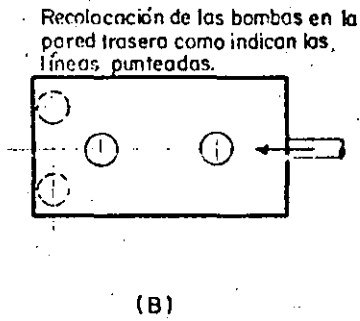 Recolocación de las bombas en la
pared trasera como indican las
líneas punteadas.
(B)